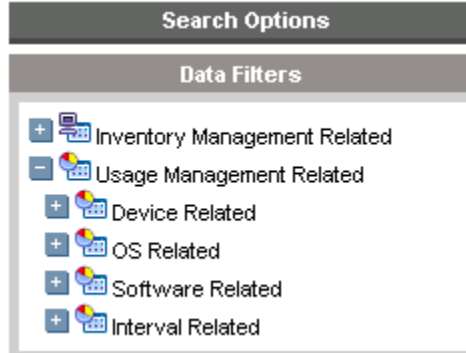 Search Options
Data Filters
Inventory Management Related
Usage Management Related
Device Related
OS Related
Software Related
Interval Related